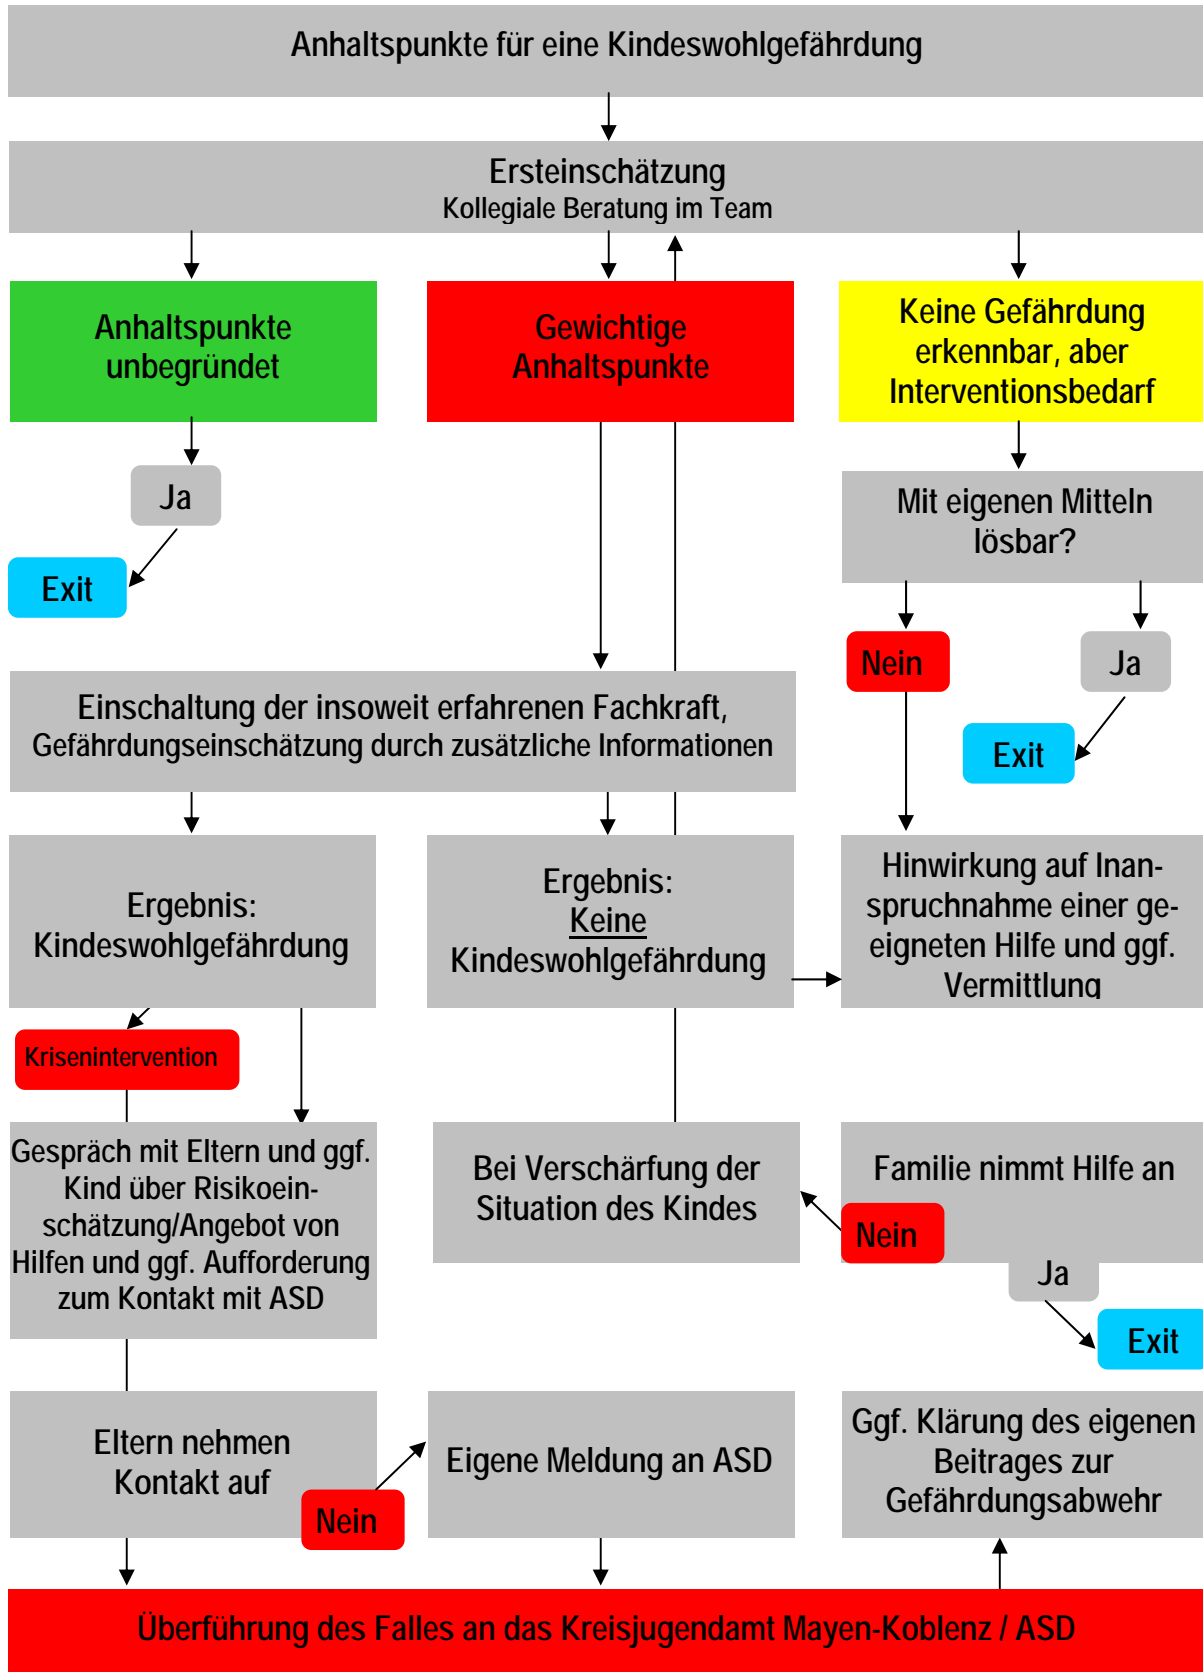 Anhaltspunkte für eine Kindeswohlgefährdung
Ersteinschätzung
Kollegiale Beratung im Team
Anhaltspunkte
unbegründet
Gewichtige
Anhaltspunkte
Keine Gefährdung
erkennbar, aber
Interventionsbedarf
Ja
Exit
Mit eigenen Mitteln
lösbar?
Nein
Ja
Exit
Einschaltung der insoweit erfahrenen Fachkraft,
Gefährdungseinschätzung durch zusätzliche Informationen
Ergebnis:
Kindeswohlgefährdung
Ergebnis:
Keine
Kindeswohlgefährdung
Hinwirkung auf Inan-
spruchnahme einer ge-
eigneten Hilfe und ggf.
Vermittlung
Krisenintervention
Gespräch mit Eltern und ggf.
Kind über Risikoein-
schätzung/Angebot von
Hilfen und ggf. Aufforderung
zum Kontakt mit ASD
Bei Verschärfung der
Situation des Kindes
Familie nimmt Hilfe an
Nein
Ja
Exit
Eltern nehmen
Kontakt auf
Nein
Eigene Meldung an ASD
Ggf. Klärung des eigenen
Beitrages zur
Gefährdungsabwehr
Überführung des Falles an das Kreisjugendamt Mayen-Koblenz / ASD